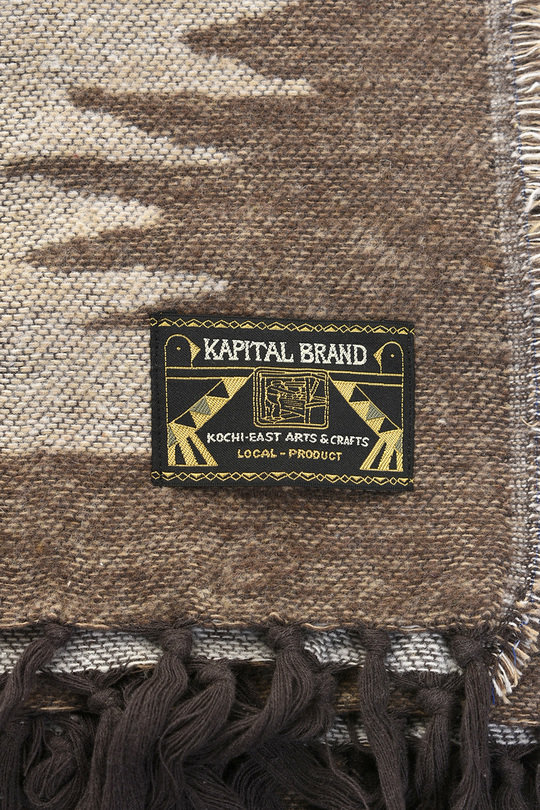 KAPITAL BRAND
KOCHI-EAST ARTS & CRAFTS
LOCAL-PRODUCT